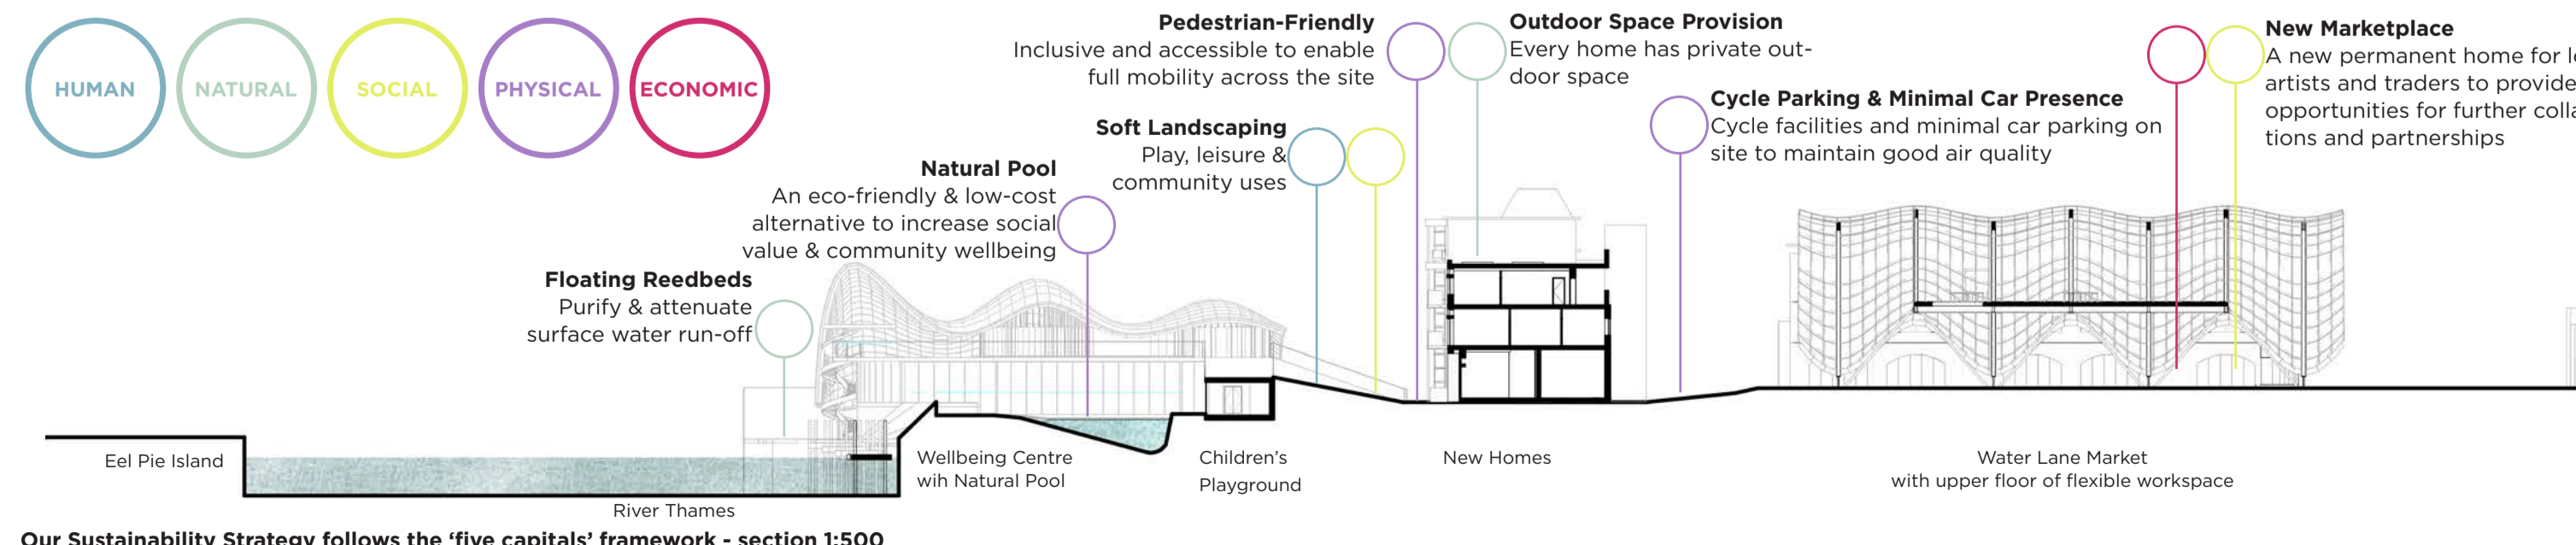 HUMAN
NATURAL
SOCIAL
PHYSICAL
ECONOMIC
Floating Reedbeds
Purify & attenuate
surface water run-off
Natural Pool
An eco-friendly & low-cost
alternative to increase social
value & community wellbeing
Soft Landscaping
Play, leisure &
community uses
Pedestrian-Friendly
Inclusive and accessible to enable
full mobility across the site
Outdoor Space Provision
Every home has private out-
door space
Cycle Parking & Minimal Car Presence
Cycle facilities and minimal car parking on
site to maintain good air quality
New Marketplace
A new permanent home for
artists and traders to provide
opportunities for further
tions and partnerships
Eel Pie Island
River Thames
Wellbeing Centre
wih Natural Pool
Children's
Playground
New Homes
Water Lane Market
with upper floor of flexible workspace
Our Sustainability Strategy follows the ‘five capitals’ framework - section 1:500